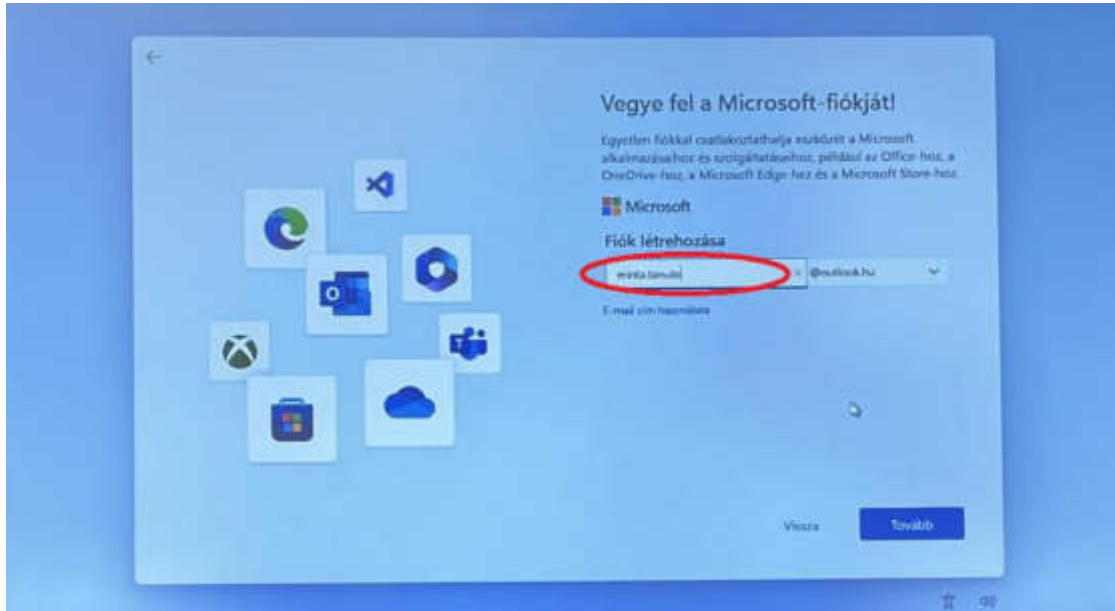 Vegye fel a Microsoft-fiókját!
Egyetlen fiókkal csatlakoztathatja eszközét a Microsoft
alkalmazásaihoz és szolgáltatásaihoz, például az Office-hoz, a
OneDrive-hoz, a Microsoft Edge-hez és a Microsoft Store-hoz.
Microsoft
Fiók létrehozása
minta.tanulo @outlook.hu
E-mail cím használata
Vissza Tovább